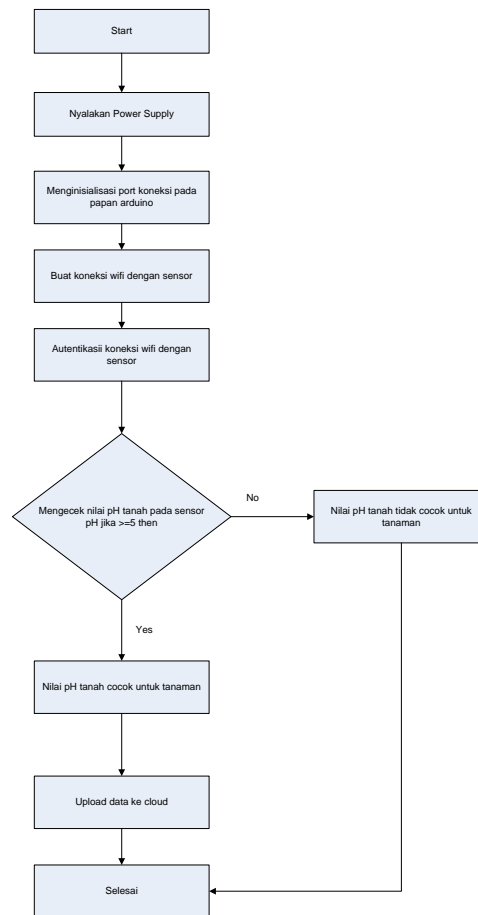 Start
Nyalakan Power Supply
Menginisialisasi port koneksi pada
papan arduino
Buat koneksi wifi dengan sensor
Autentikasii koneksi wifi dengan
sensor
Mengecek nilai pH tanah pada sensor
pH jika >=5 then
No
Nilai pH tanah tidak cocok untuk
tanaman
Yes
Nilai pH tanah cocok untuk tanaman
Upload data ke cloud
Selesai